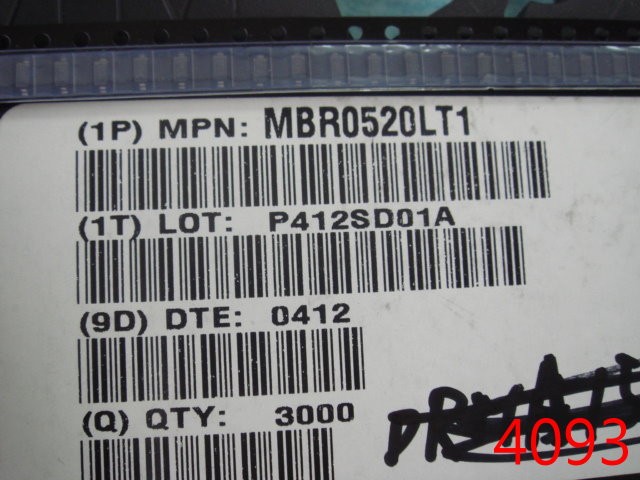 (1P) MPN: MBR0520LT1
(1T) LOT: P412SD01A
(9D) DTE: 0412
(Q) QTY: 3000
4093